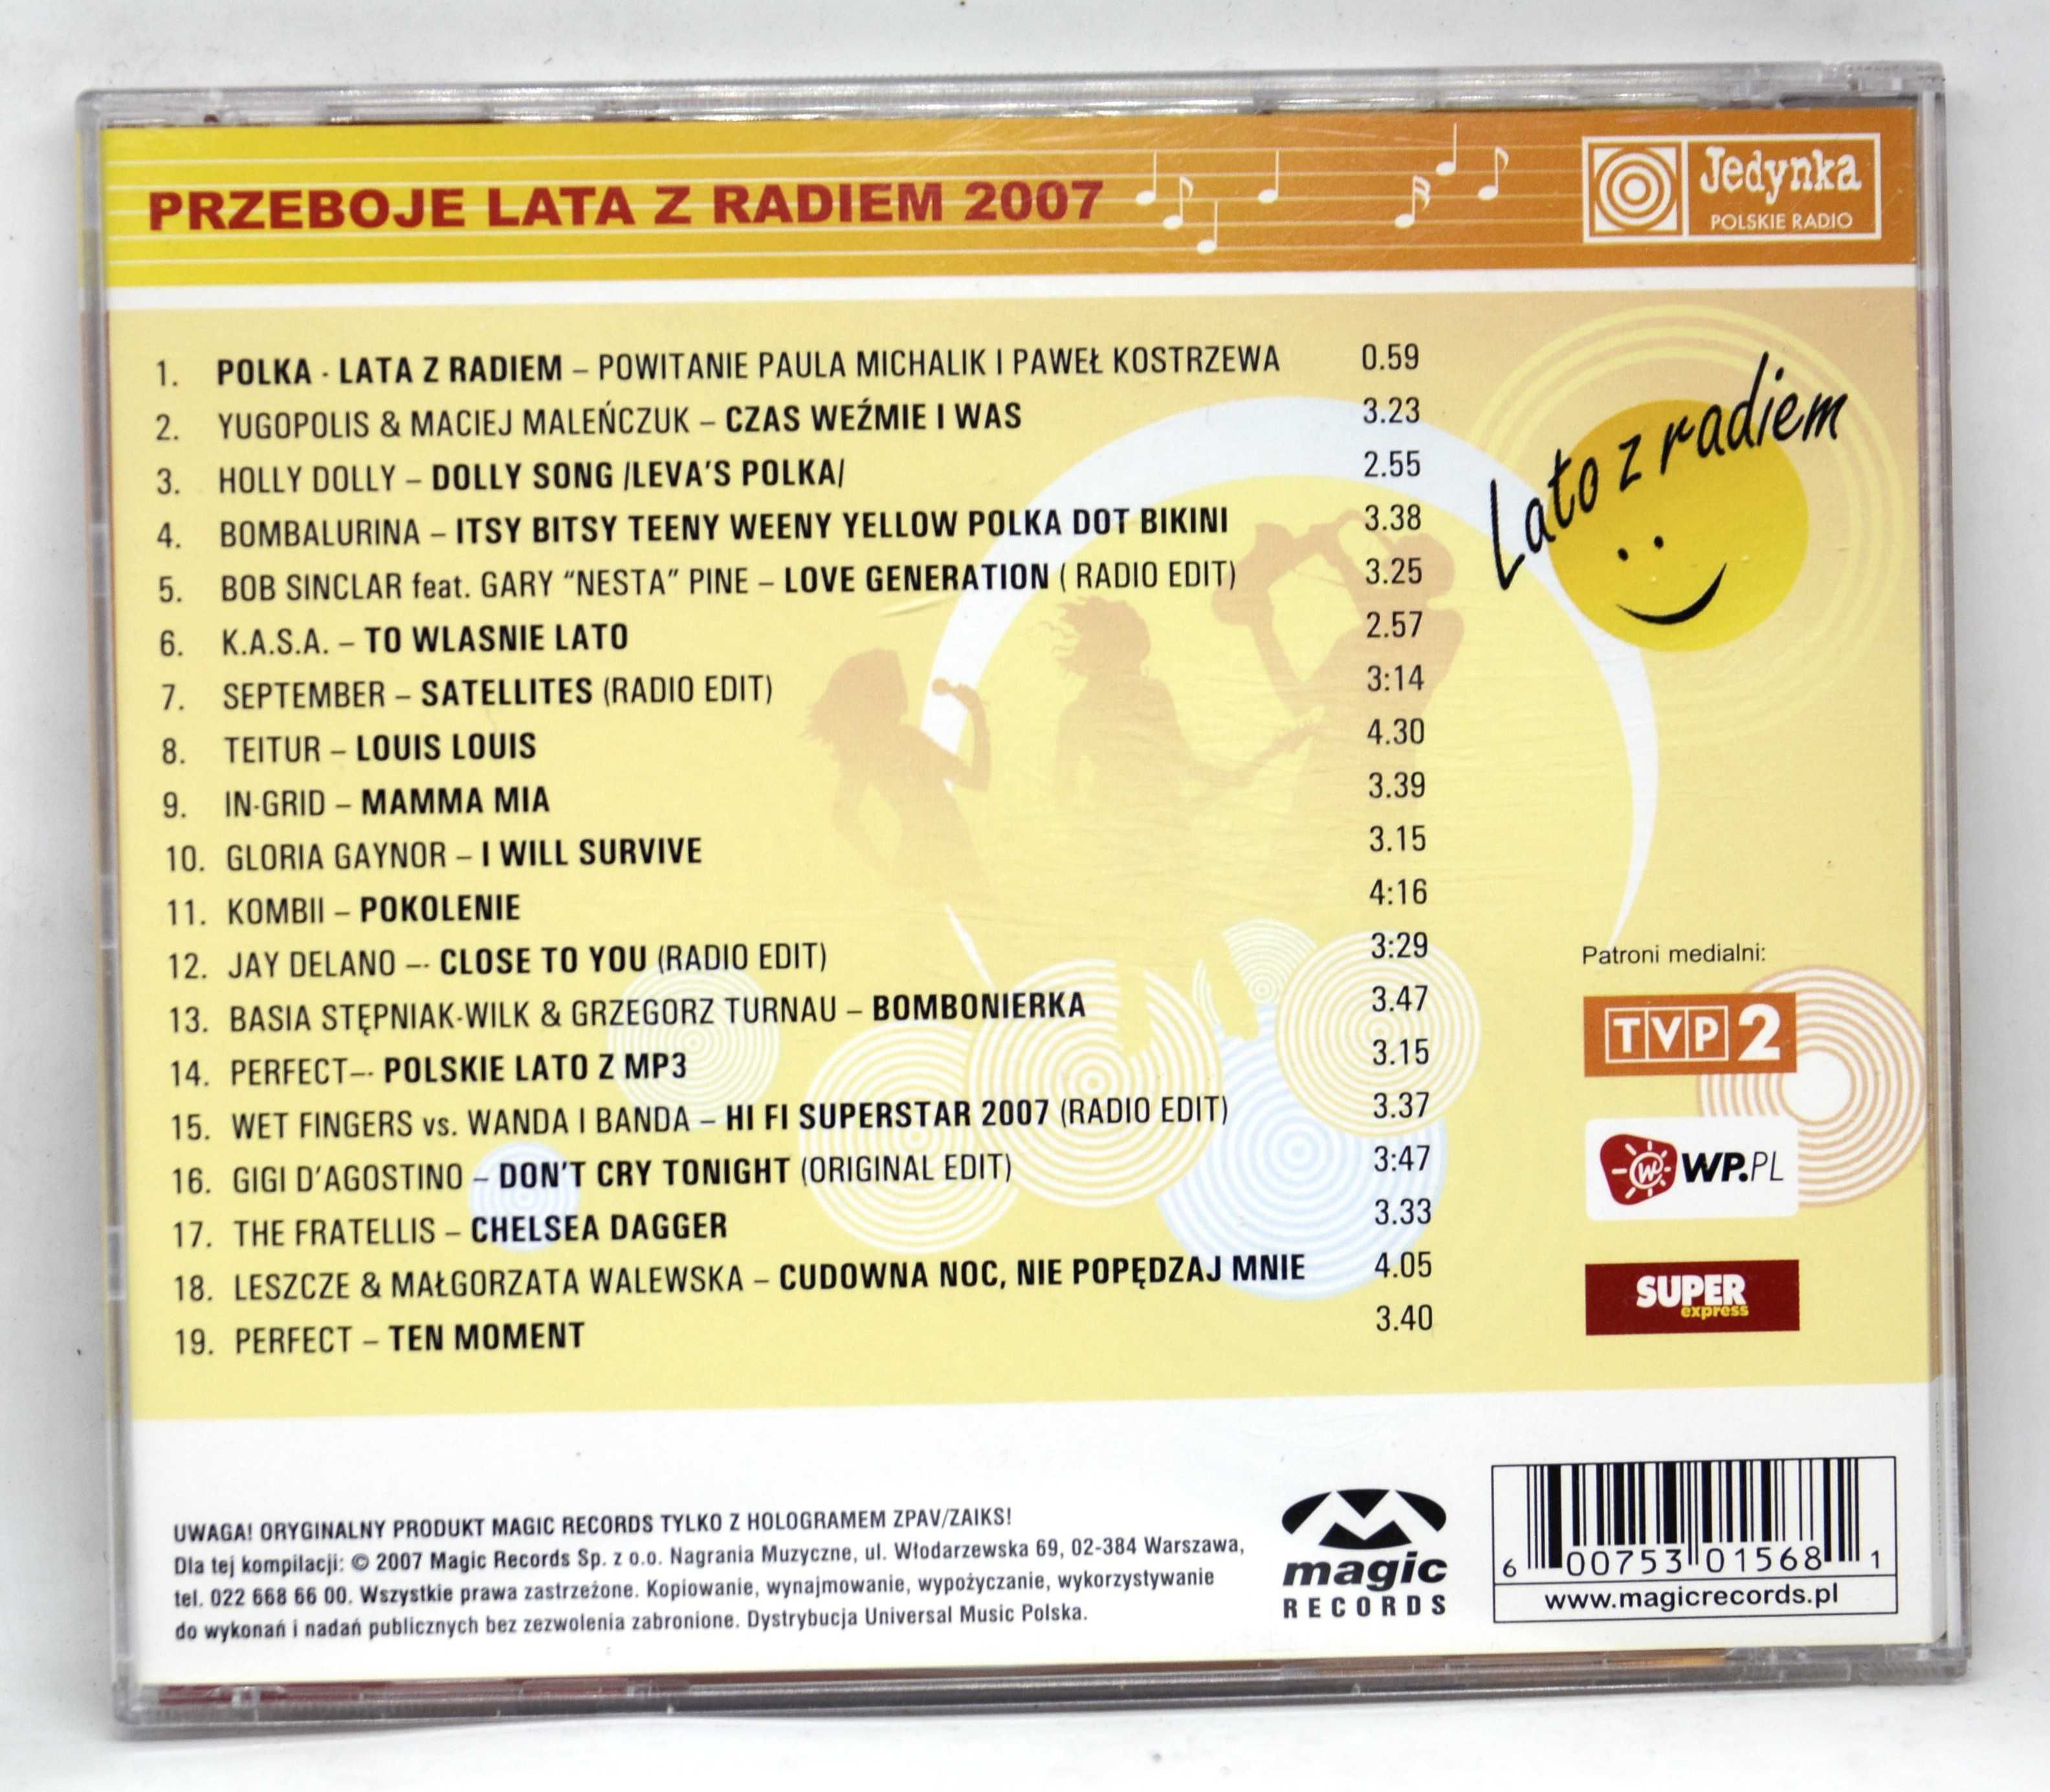 PRZEBOJE LATA Z RADIEM 2007
Jedynka
POLSKIE RADIO
1. POLKA - LATA Z RADIEM – POWITANIE PAULA MICHALIK I PAWEŁ KOSTRZEWA 0.59
2. YUGOPOLIS & MACIEJ MALEŃCZUK – CZAS WEŹMIE I WAS 3.23
3. HOLLY DOLLY – DOLLY SONG /LEVA'S POLKA/ 2.55
4. BOMBALURINA – ITSY BITSY TEENY WEENY YELLOW POLKA DOT BIKINI 3.38
5. BOB SINCLAR feat. GARY “NESTA” PINE – LOVE GENERATION ( RADIO EDIT) 3.25
6. K.A.S.A. – TO WLASNIE LATO 2.57
7. SEPTEMBER – SATELLITES (RADIO EDIT) 3:14
8. TEITUR – LOUIS LOUIS 4.30
9. IN-GRID – MAMMA MIA 3.39
10. GLORIA GAYNOR – I WILL SURVIVE 3.15
11. KOMBII – POKOLENIE 4:16
12. JAY DELANO –- CLOSE TO YOU (RADIO EDIT) 3:29
13. BASIA STĘPNIAK-WILK & GRZEGORZ TURNAU – BOMBONIERKA 3.47
14. PERFECT–- POLSKIE LATO Z MP3 3.15
15. WET FINGERS vs. WANDA I BANDA – HI FI SUPERSTAR 2007 (RADIO EDIT) 3.37
16. GIGI D'AGOSTINO – DON'T CRY TONIGHT (ORIGINAL EDIT) 3:47
17. THE FRATELLIS – CHELSEA DAGGER 3.33
18. LESZCZE & MAŁGORZATA WALEWSKA – CUDOWNA NOC, NIE POPĘDZAJ MNIE 4.05
19. PERFECT – TEN MOMENT 3.40
Lato z radiem
Patroni medialni:
TVP 2
W WP.PL
SUPER
express
UWAGA! ORYGINALNY PRODUKT MAGIC RECORDS TYLKO Z HOLOGRAMEM ZPAV/ZAIKS!
Dla tej kompilacji: © 2007 Magic Records Sp. z o.o. Nagrania Muzyczne, ul. Włodarzewska 69, 02-384 Warszawa,
tel. 022 668 66 00. Wszystkie prawa zastrzeżone. Kopiowanie, wynajmowanie, wypożyczanie, wykorzystywanie
do wykonań i nadań publicznych bez zezwolenia zabronione. Dystrybucja Universal Music Polska.
magic
RECORDS
6 00753 01568 1
www.magicrecords.pl